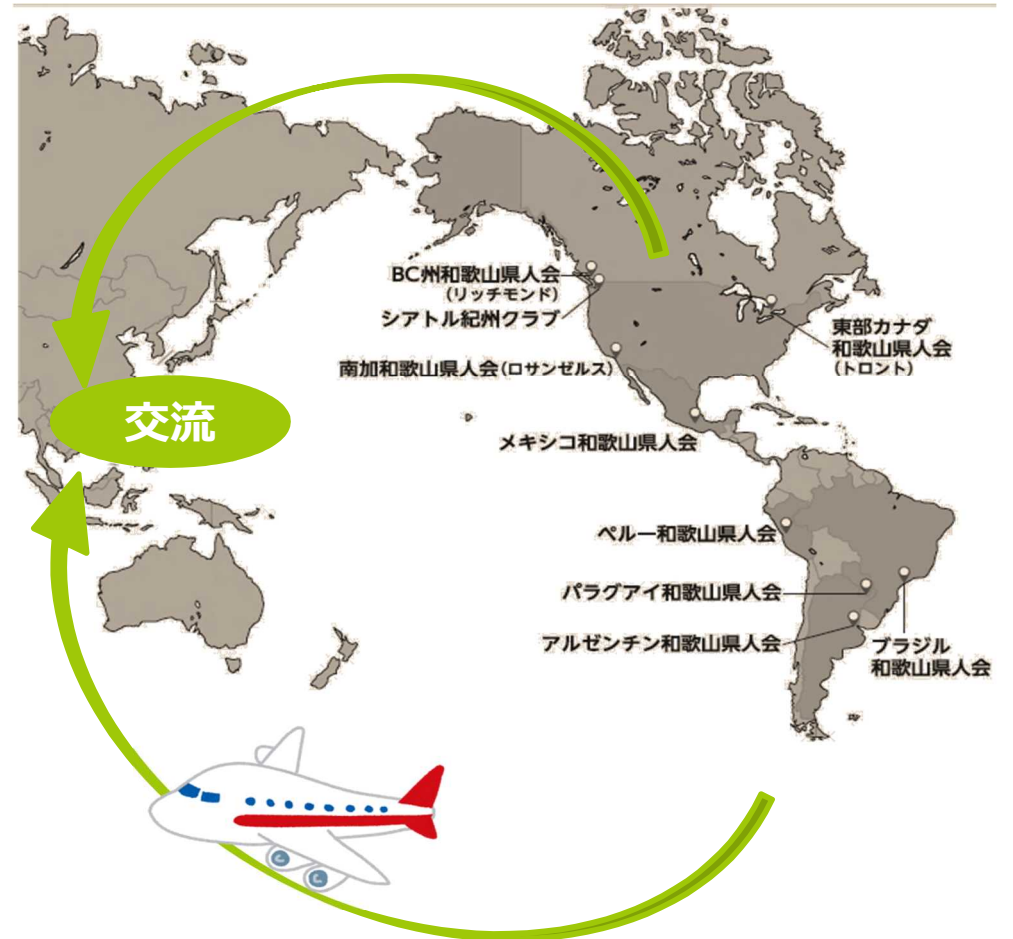 BC州和歌山県人会
（リッチモンド）
シアトル紀州クラブ
東部カナダ
和歌山県人会
（トロント）
南加和歌山県人会（ロサンゼルス）
交流
メキシコ和歌山県人会
ペルー和歌山県人会
パラグアイ和歌山県人会
アルゼンチン和歌山県人会
ブラジル
和歌山県人会